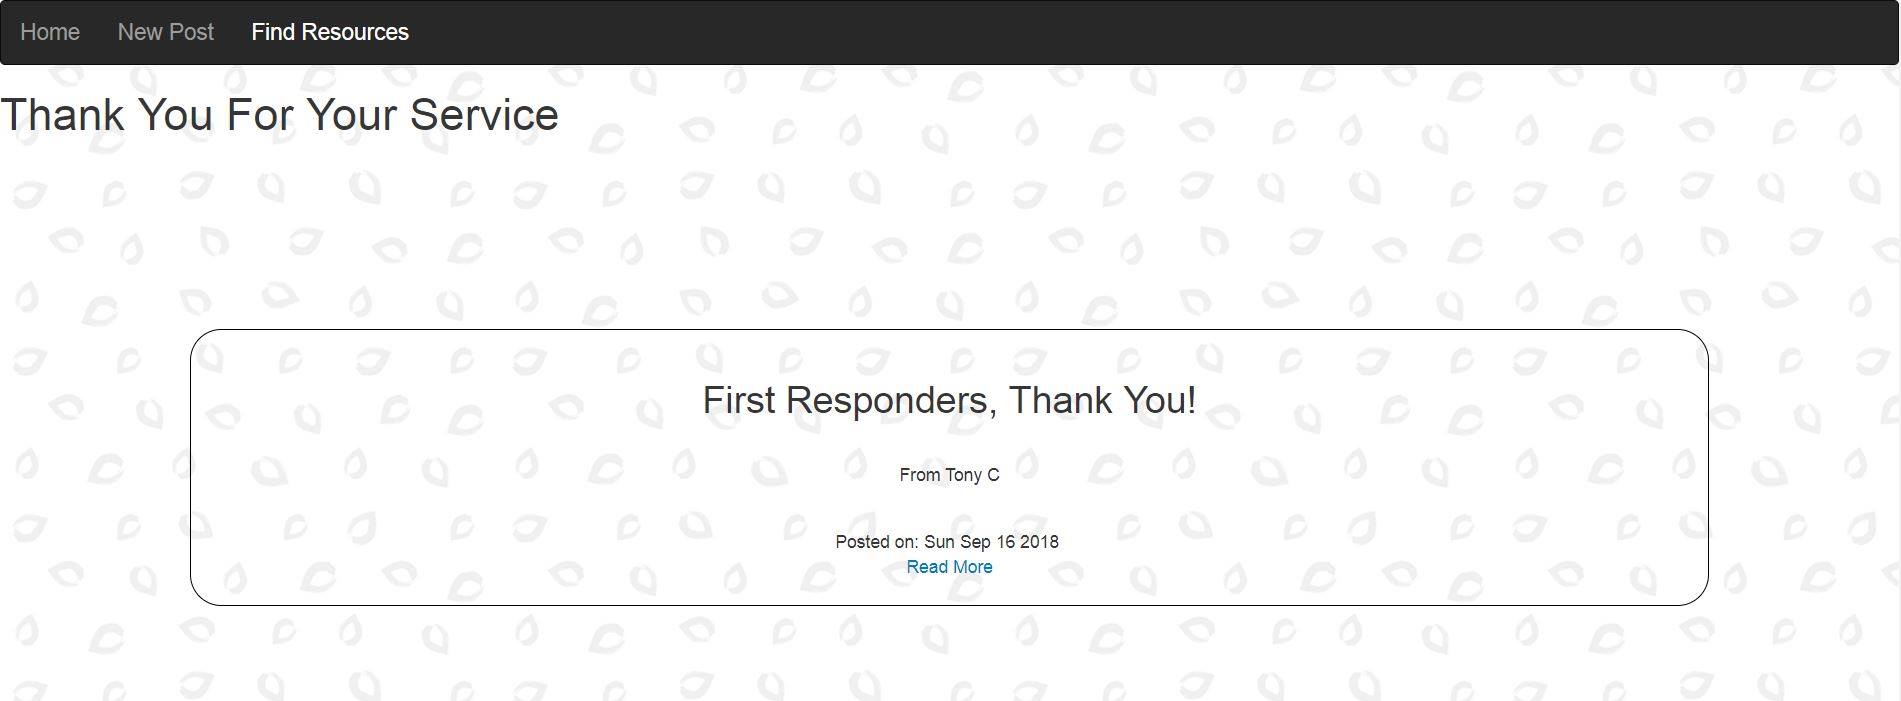 Home New Post Find Resources
Thank You For Your Service
First Responders, Thank You!
From Tony C
Posted on: Sun Sep 16 2018
Read More